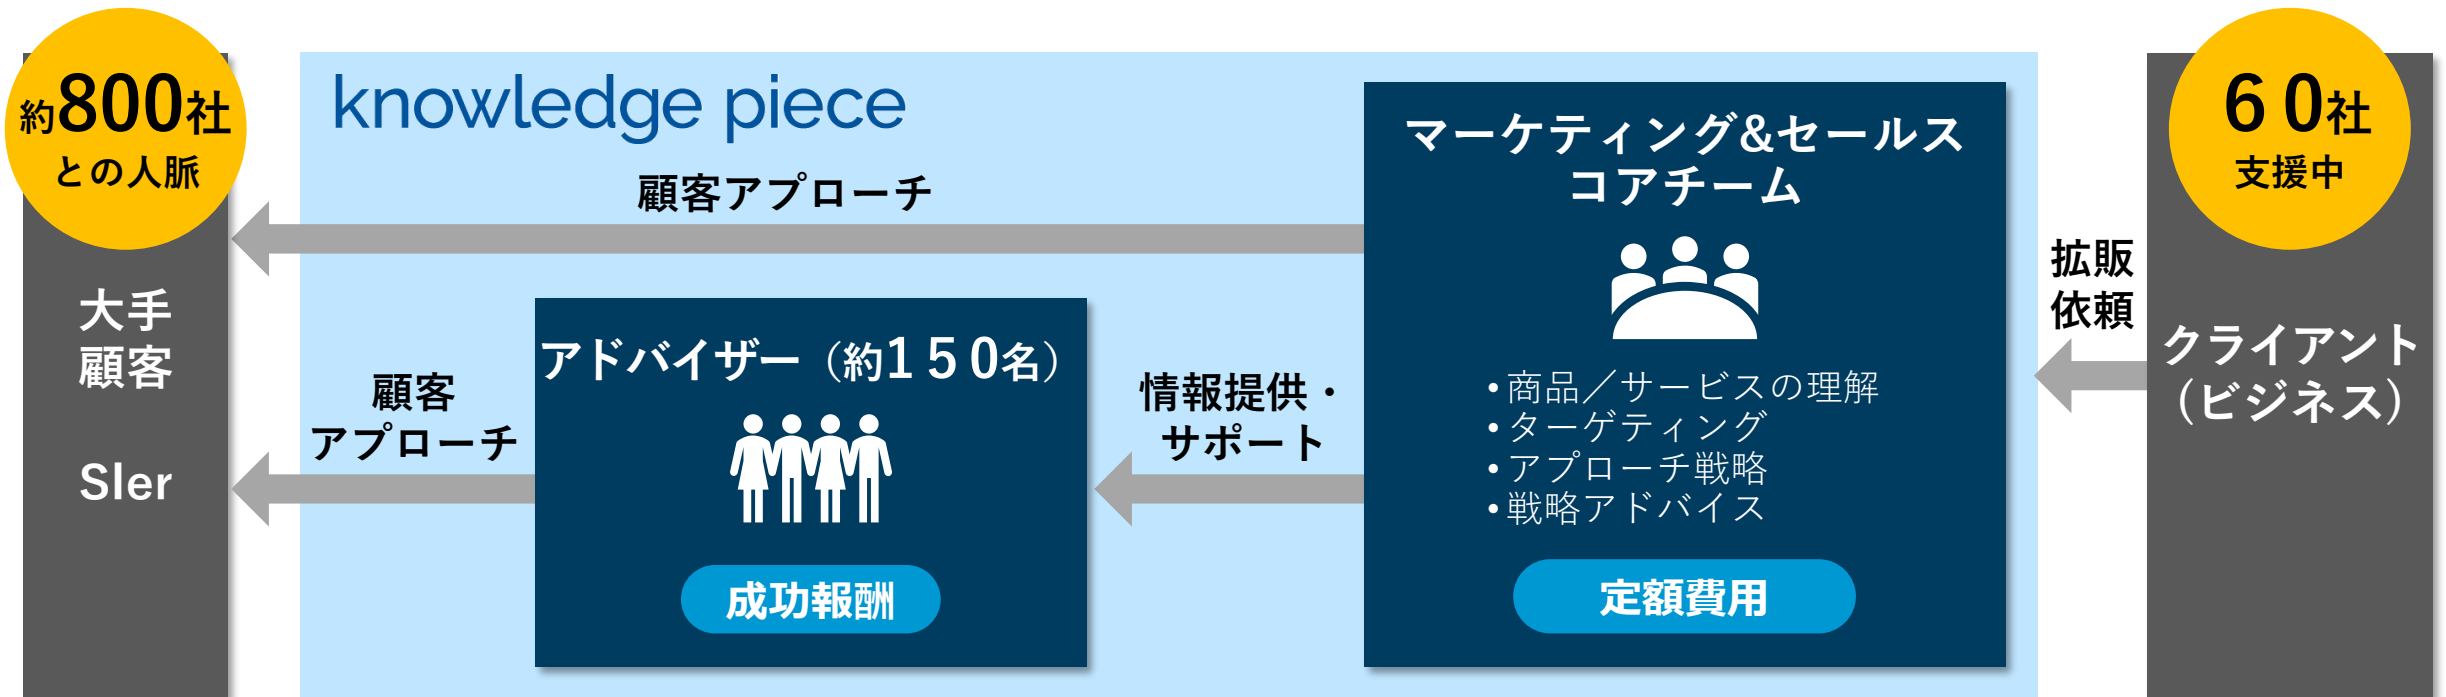 約800社
との人脈
大手
顧客
SIer
knowledge piece
顧客アプローチ
顧客
アプローチ
アドバイザー（約１５０名）
成功報酬
情報提供・
サポート
マーケティング&セールス
コアチーム
•商品／サービスの理解
•ターゲティング
•アプローチ戦略
•戦略アドバイス
定額費用
拡販
依頼
６０社
支援中
クライアント
（ビジネス）